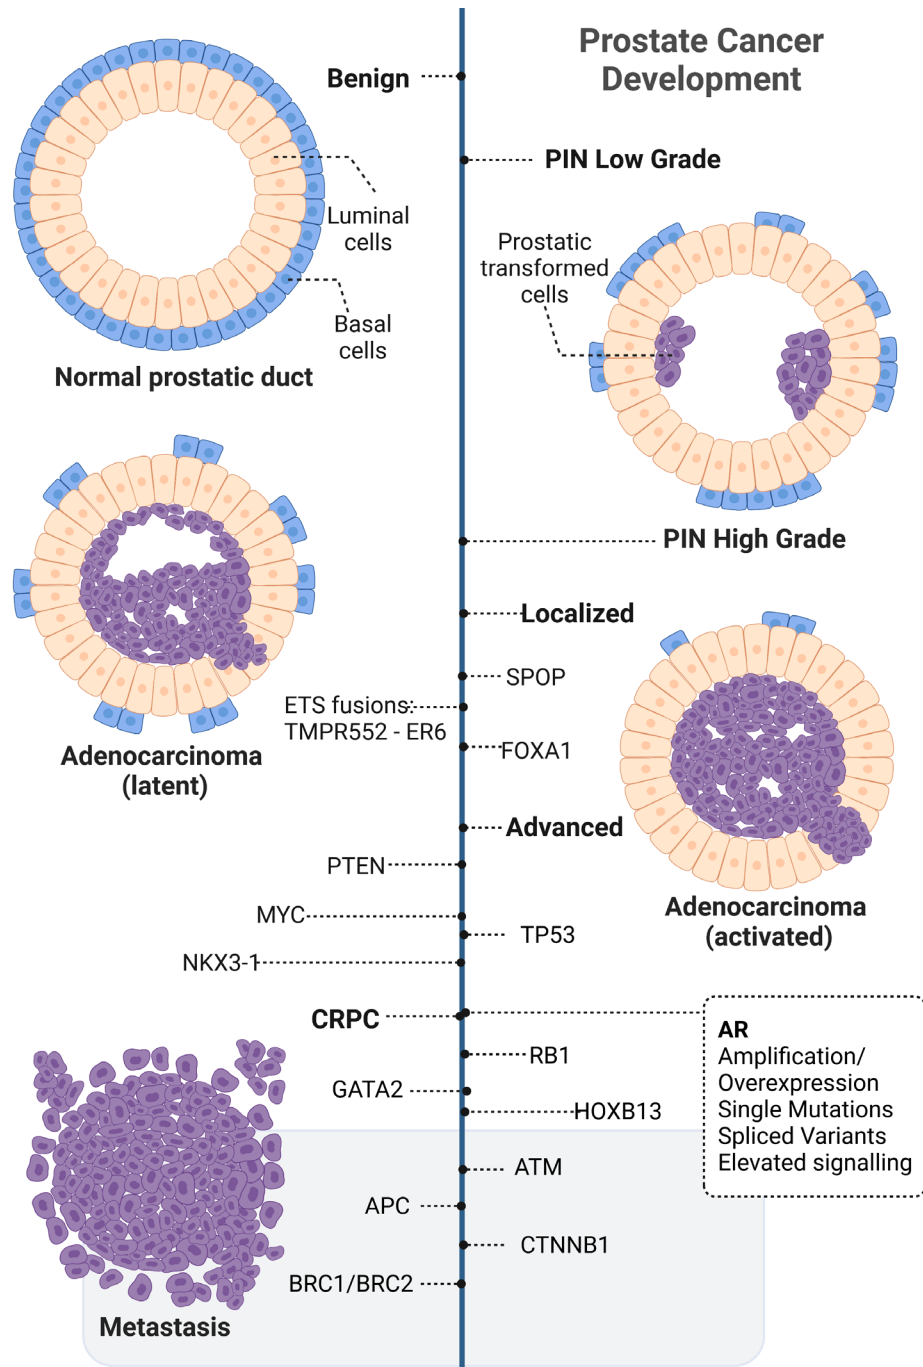 Prostate Cancer
Development
Benign
PIN Low Grade
Luminal
cells
Prostatic
transformed
cells
Basal
cells
Normal prostatic duct
PIN High Grade
Localized
SPOP
ETS fusions:
TMPR552 - ER6
FOXA1
Adenocarcinoma
(latent)
Advanced
PTEN
Adenocarcinoma
(activated)
MYC
TP53
NKX3-1
CRPC
AR
Amplification/
Overexpression
Single Mutations
Spliced Variants
Elevated signalling
RB1
GATA2
HOXB13
ATM
APC
CTNNB1
BRC1/BRC2
Metastasis